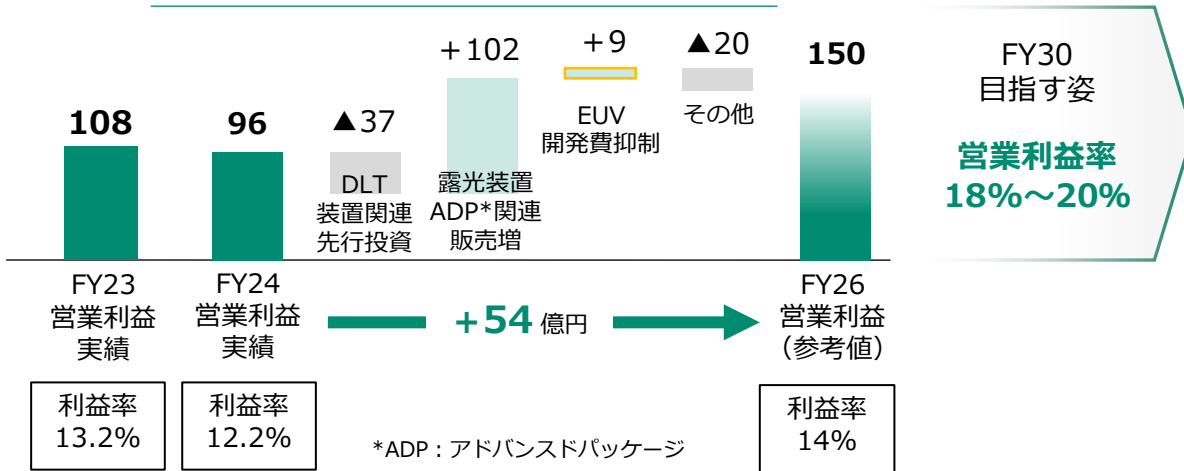 108
96
▲37
+102
+9
▲20
150
DLT
装置関連
先行投資
露光装置
ADP*関連
販売増
EUV
開発費抑制
その他
FY30
目指す姿
営業利益率
18%～20%
FY23
営業利益
実績
FY24
営業利益
実績
+54 億円
FY26
営業利益
(参考値)
利益率
13.2%
利益率
12.2%
利益率
14%
*ADP：アドバンスドパッケージ